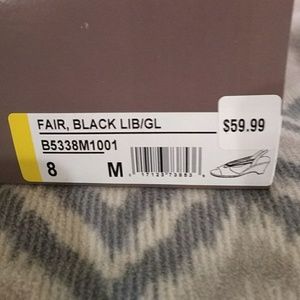 FAIR, BLACK LIB/GL
$59.99
B5338M1001
8 M